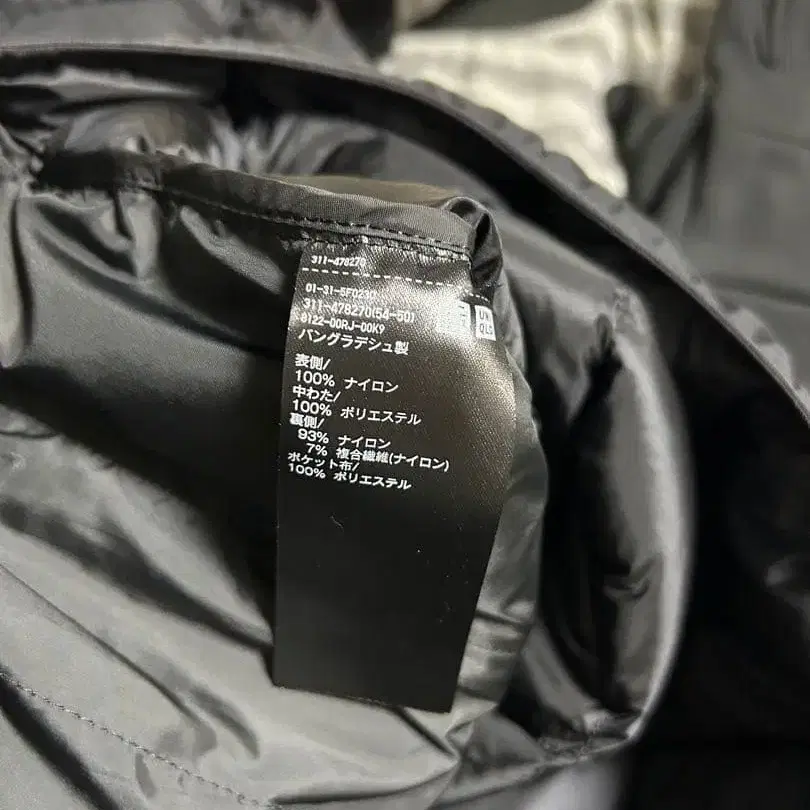 311-478270
01-31-5F0230
311-478270(54-50)
6122-00RJ-00K9
バングラデシュ製
表側/
100% ナイロン
中わた/
100% ポリエステル
裏側/
93% ナイロン
7% 複合繊維(ナイロン)
ポケット布/
100% ポリエステル
UNI
QLO